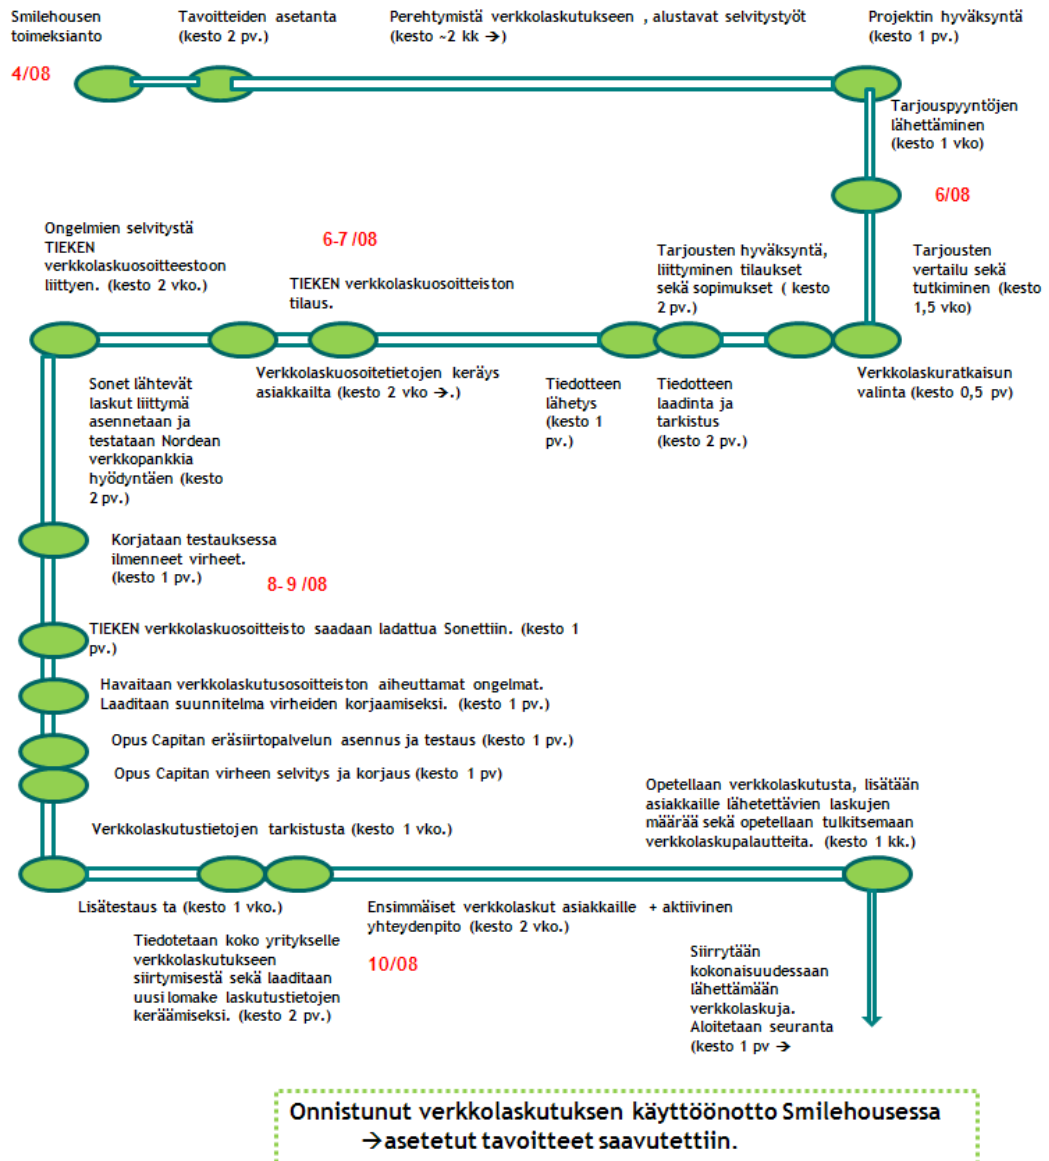 Smilehousen
toimeksianto
4/08
Tavoitteiden asetanta
(kesto 2 pv.)
Perehtymistä verkkolaskutukseen , alustavat selvitystyöt
(kesto ~2 kk →)
Projektin hyväksyntä
(kesto 1 pv.)
Tarjouspyyntöjen
lähettäminen
(kesto 1 vko)
6/08
Tarjousten
vertailu sekä
tutkiminen (kesto
1,5 vko)
Verkkolaskuratkaisun
valinta (kesto 0,5 pv)
Tarjousten hyväksyntä,
liittyminen tilaukset
sekä sopimukset ( kesto
2 pv.)
Tiedotteen
laadinta ja
tarkistus
(kesto 2 pv.)
Tiedotteen
lähetys
(kesto 1
pv.)
6-7 /08
TIEKEN verkkolaskuosoitteiston
tilaus.
Verkkolaskuosoitetietojen keräys
asiakkailta (kesto 2 vko →.)
Ongelmien selvitystä
TIEKEN
verkkolaskuosoitteestoon
liittyen. (kesto 2 vko.)
Sonet lähtevät
laskut liittymä
asennetaan ja
testataan Nordean
verkkopankkia
hyödyntäen (kesto
2 pv.)
Korjataan testauksessa
ilmenneet virheet.
(kesto 1 pv.)
8- 9 /08
TIEKEN verkkolaskuosoitteisto saadaan ladattua Sonettiin. (kesto 1
pv.)
Havaitaan verkkolaskutusosoitteiston aiheuttamat ongelmat.
Laaditaan suunnitelma virheiden korjaamiseksi. (kesto 1 pv.)
Opus Capitan eräsiirtopalvelun asennus ja testaus (kesto 1 pv.)
Opus Capitan virheen selvitys ja korjaus (kesto 1 pv)
Verkkolaskutustietojen tarkistusta (kesto 1 vko.)
Lisätestaus ta (kesto 1 vko.)
Tiedotetaan koko yritykselle
verkkolaskutukseen
siirtymisestä sekä laaditaan
uusi lomake laskutustietojen
keräämiseksi. (kesto 2 pv.)
Ensimmäiset verkkolaskut asiakkaille + aktiivinen
yhteydenpito (kesto 2 vko.)
10/08
Opetellaan verkkolaskutusta, lisätään
asiakkaille lähetettävien laskujen
määrää sekä opetellaan tulkitsemaan
verkkolaskupalautteita. (kesto 1 kk.)
Siirrytään
kokonaisuudessaan
lähettämään
verkkolaskuja.
Aloitetaan seuranta
(kesto 1 pv →
Onnistunut verkkolaskutuksen käyttöönotto Smilehousessa
→asetetut tavoitteet saavutettiin.